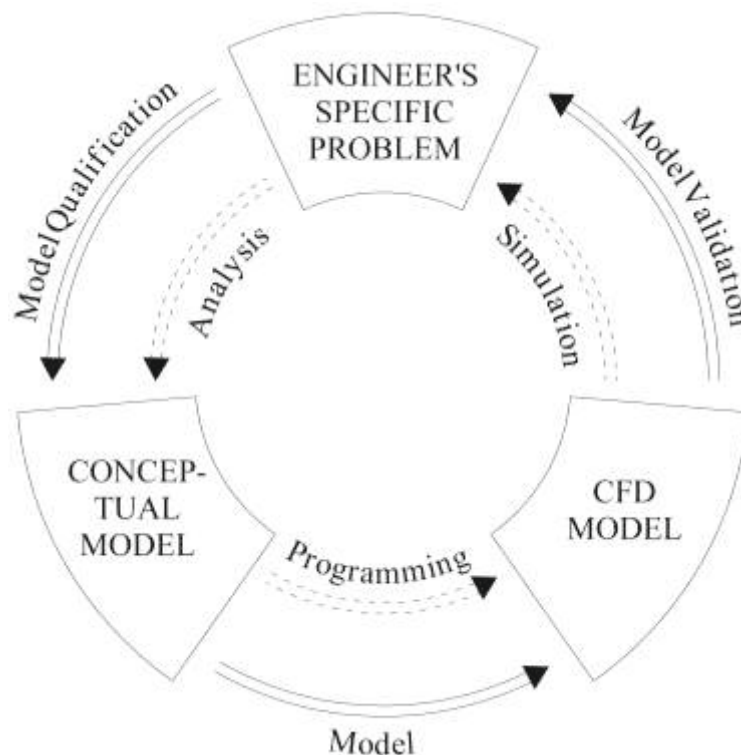 ENGINEER'S
SPECIFIC
PROBLEM
Model Qualification
Analysis
Simulation
Model Validation
CONCEP-
TUAL
MODEL
CFD
MODEL
Programming
Model